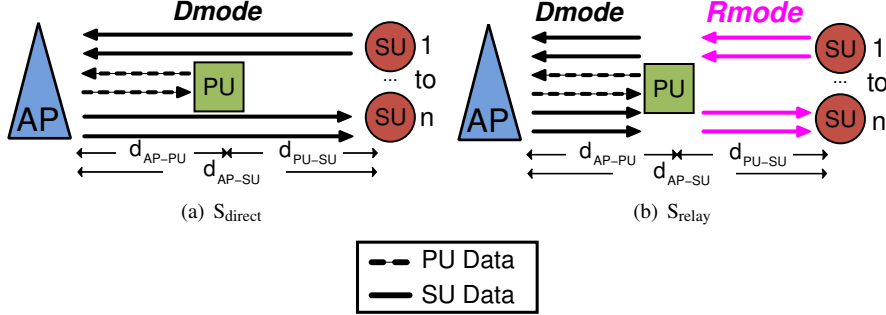 Dmode
AP
PU
SU 1
... to
SU n
d_AP–PU d_PU–SU
d_AP–SU
(a) S_direct
Dmode Rmode
AP
PU
SU 1
... to
SU n
d_AP–PU d_PU–SU
d_AP–SU
(b) S_relay
PU Data
SU Data